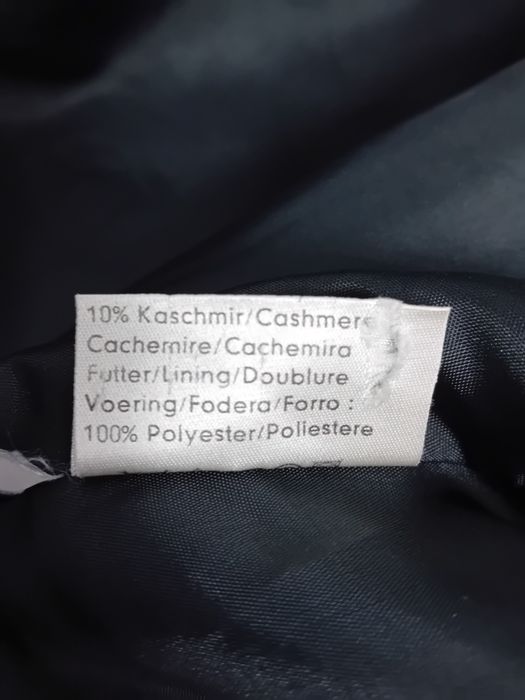 10% Kaschmir/Cashmere
Cachemire/Cachemira
Futter/Lining/Doublure
Voering/Fodera/Forro :
100% Polyester/Poliestere